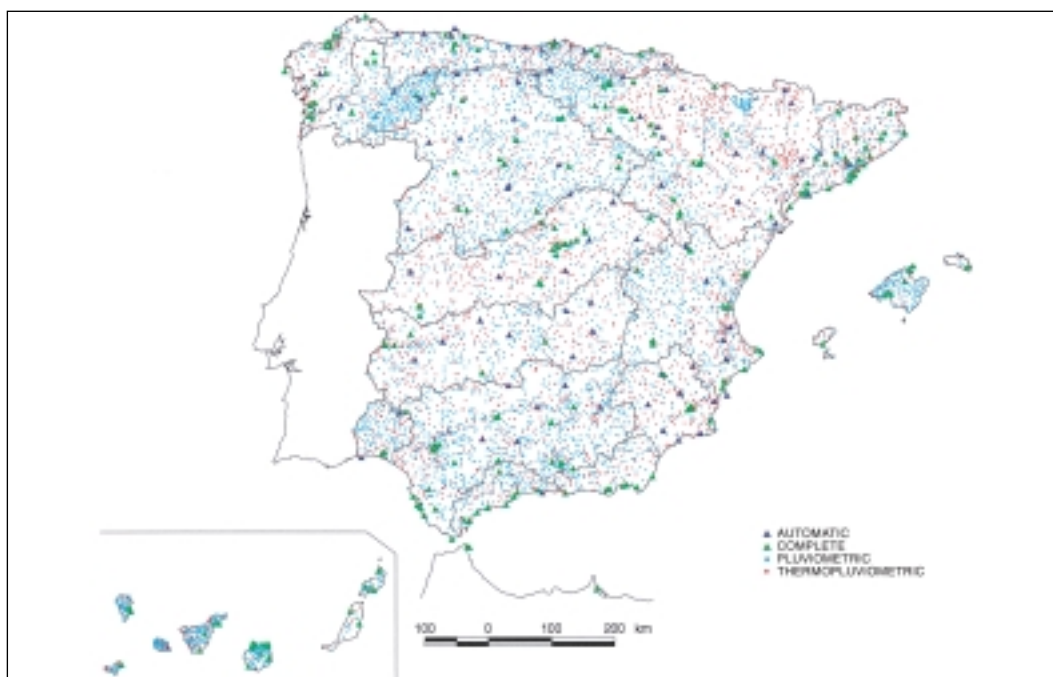 AUTOMATIC
COMPLETE
PLUVIOMETRIC
THERMOPLUVIOMETRIC
100 0 100 200 km